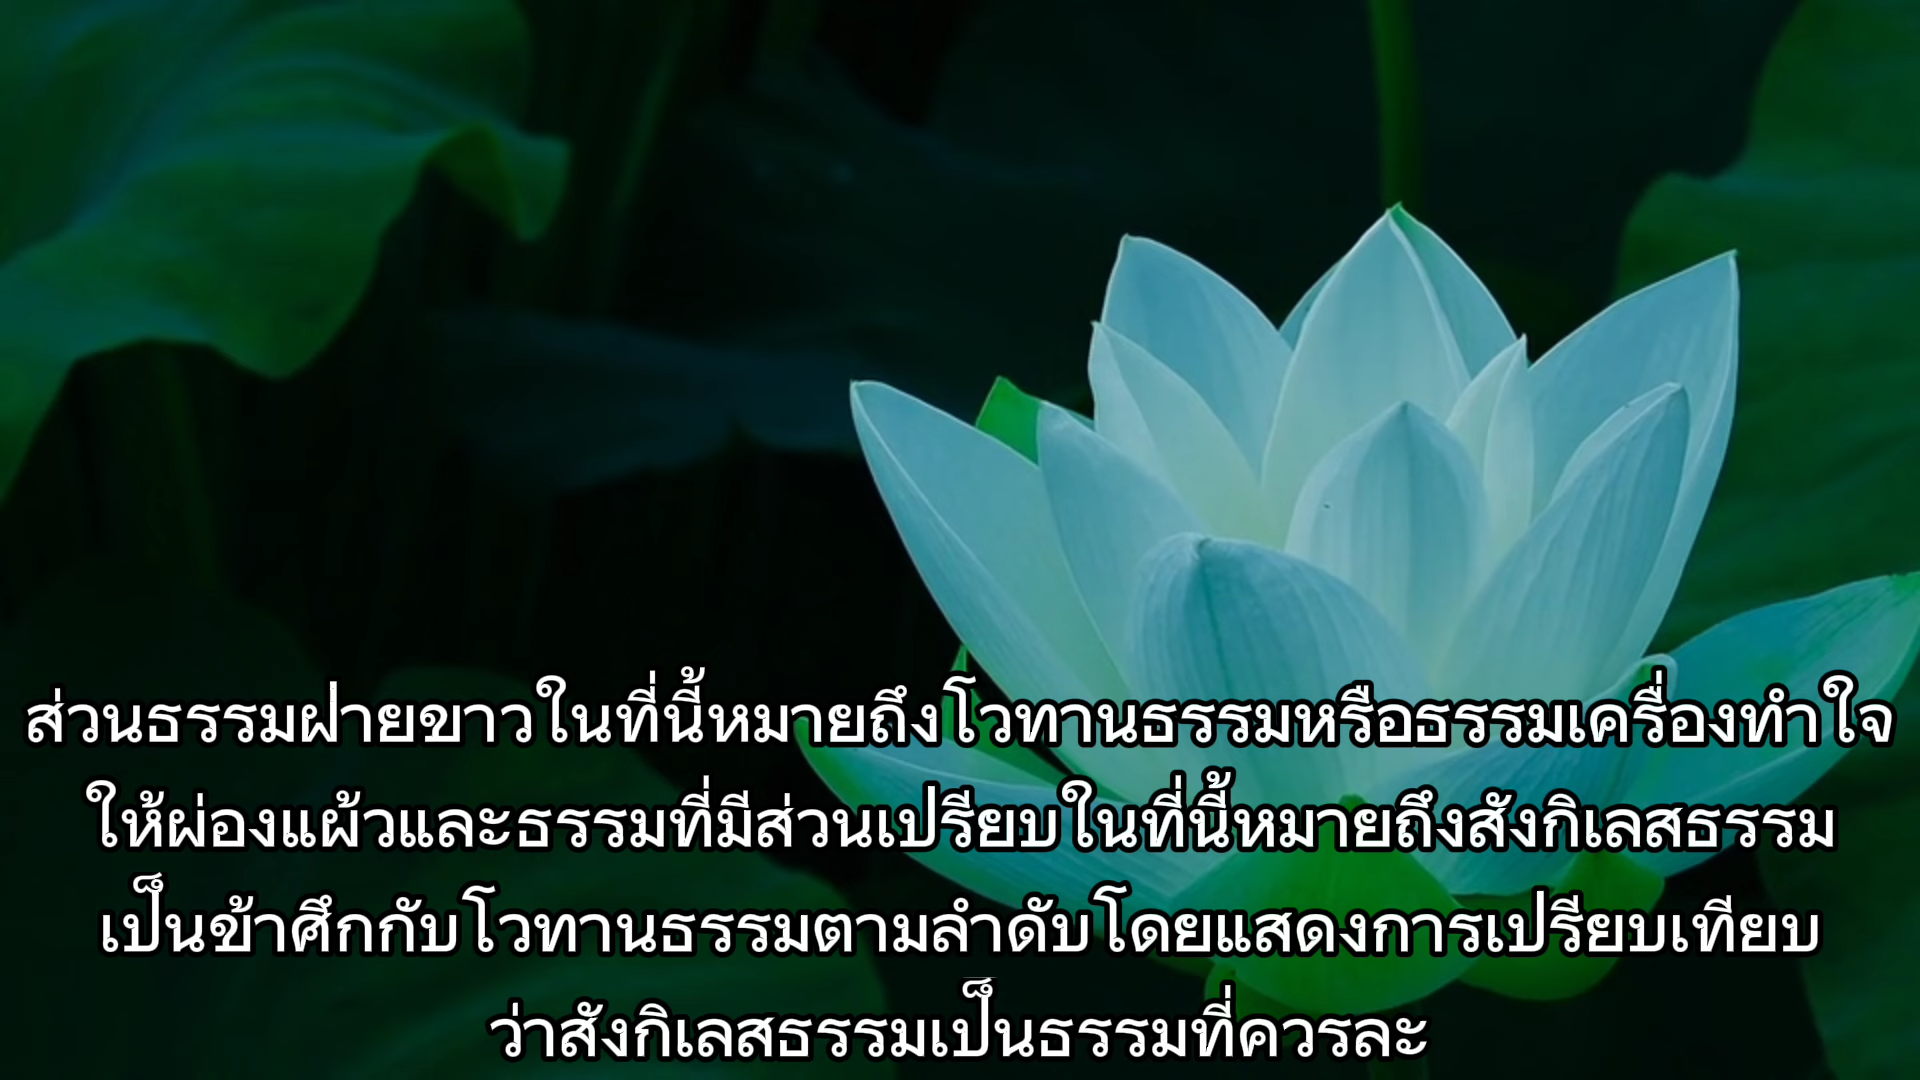 ส่วนธรรมฝ่ายขาวในที่นี้หมายถึงโวทานธรรมหรือธรรมเครื่องทำใจ
ให้ผ่องแผ้วและธรรมที่มีส่วนเปรียบในที่นี้หมายถึงสังกิเลสธรรม
เป็นข้าศึกกับโวทานธรรมตามลำดับโดยแสดงการเปรียบเทียบ
ว่าสังกิเลสธรรมเป็นธรรมที่ควรละ